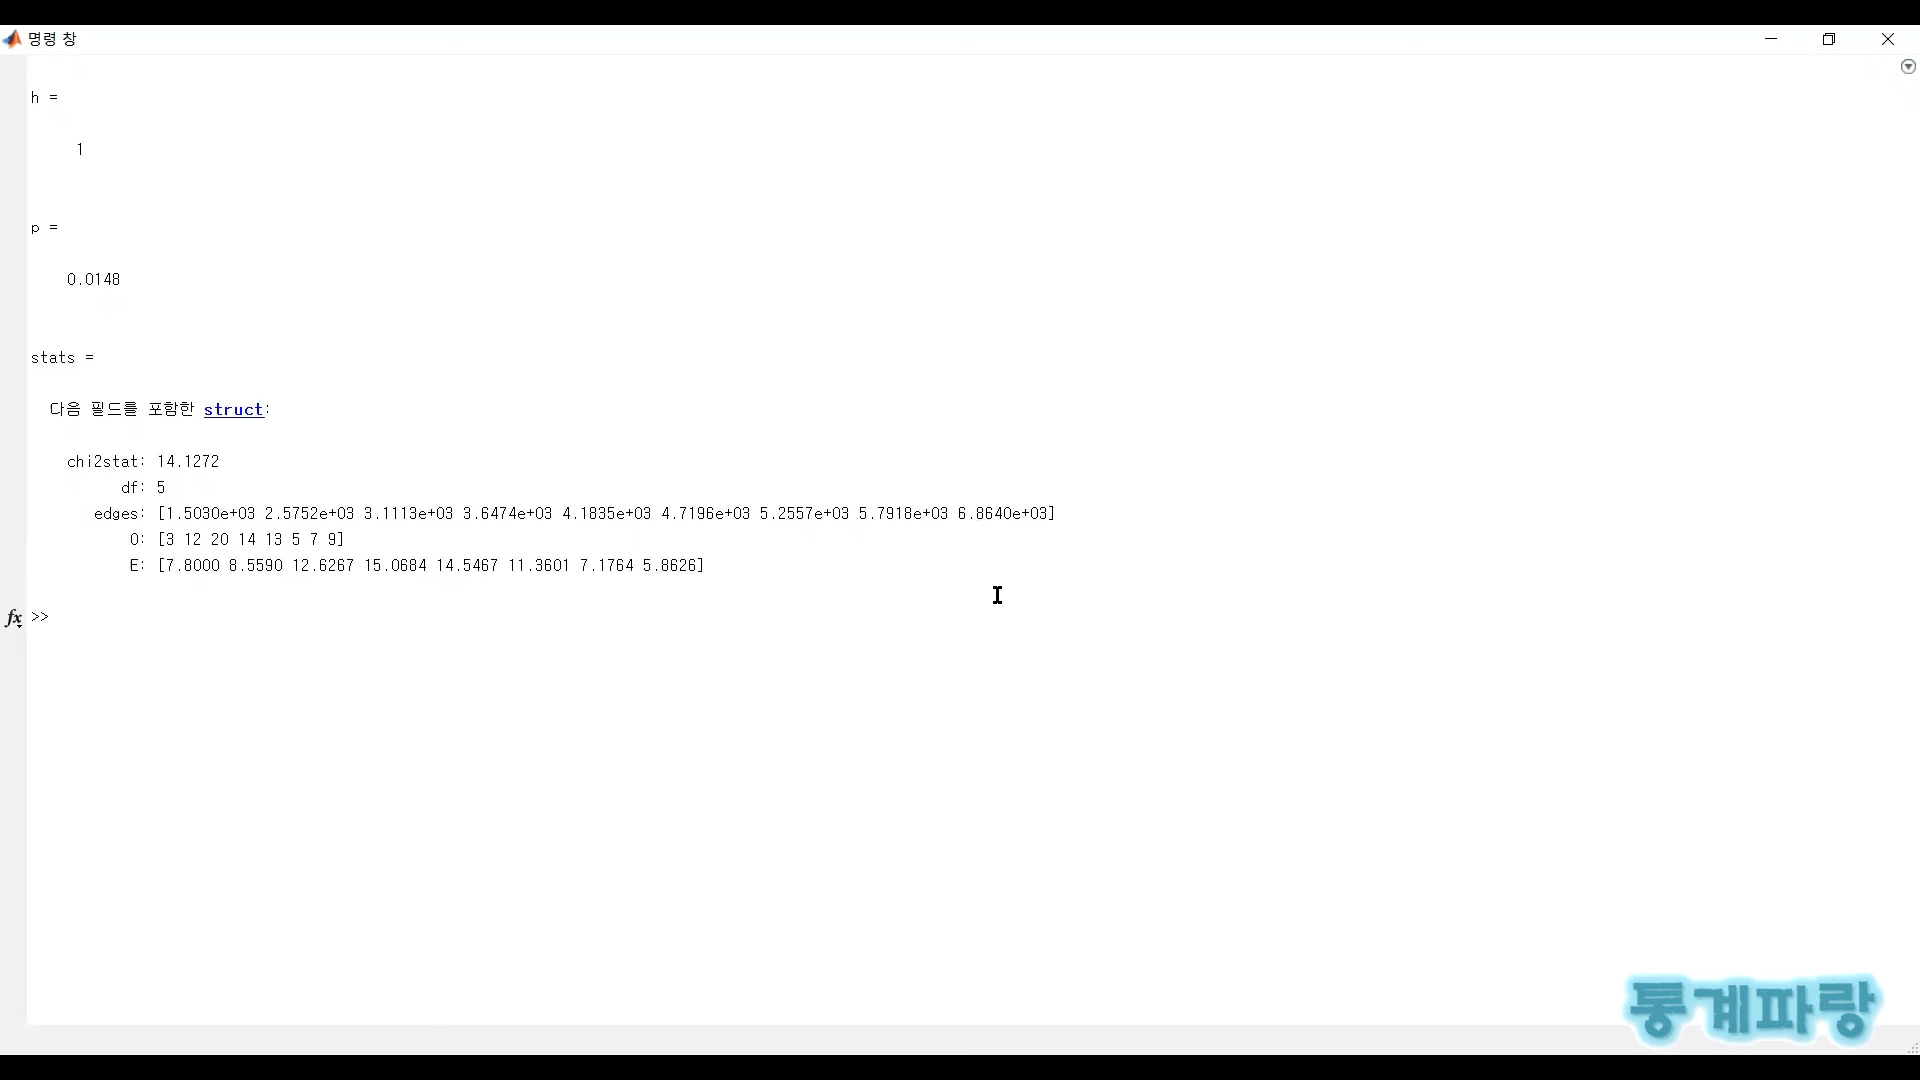 명령 창
h =
1
p =
0.0148
stats =
다음 필드를 포함한 struct:
chi2stat: 14.1272
df: 5
edges: [1.5030e+03 2.5752e+03 3.1113e+03 3.6474e+03 4.1835e+03 4.7196e+03 5.2557e+03 5.7918e+03 6.8640e+03]
O: [3 12 20 14 13 5 7 9]
E: [7.8000 8.5590 12.6267 15.0684 14.5467 11.3601 7.1764 5.8626]
fx >>
통계파랑